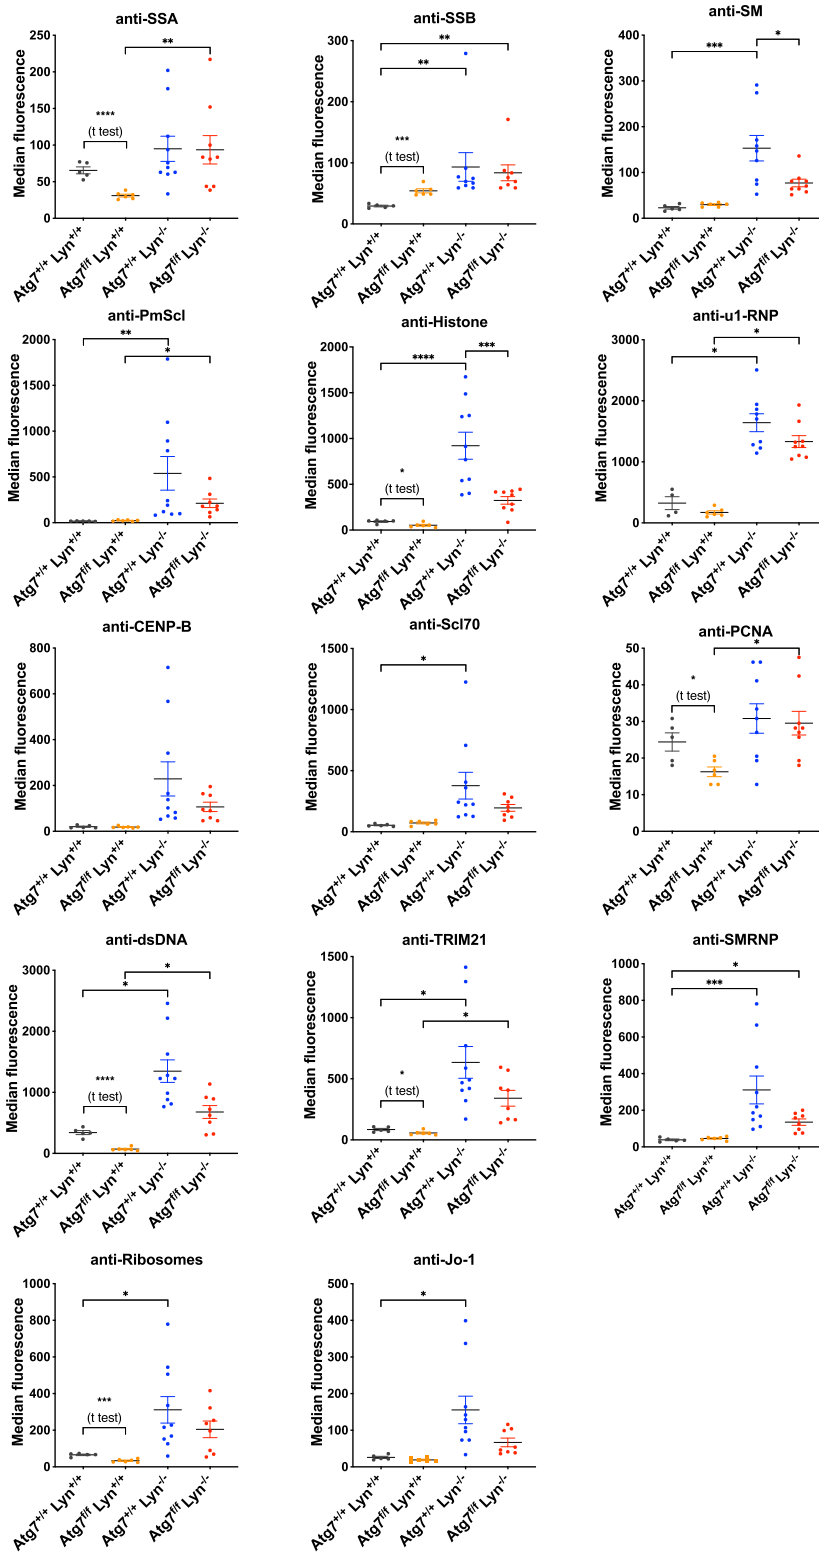 anti-SSA
Median fluorescence
250
200
150
100
50
0
**
****
(t test)
Atg7+/+ Lyn+/+
Atg7f/f Lyn+/+
Atg7+/+ Lyn-/-
Atg7f/f Lyn-/-
anti-SSB
Median fluorescence
300
200
100
0
**
**
***
(t test)
Atg7+/+ Lyn+/+
Atg7f/f Lyn+/+
Atg7+/+ Lyn-/-
Atg7f/f Lyn-/-
anti-SM
Median fluorescence
400
300
200
100
0
*
***
Atg7+/+ Lyn+/+
Atg7f/f Lyn+/+
Atg7+/+ Lyn-/-
Atg7f/f Lyn-/-
anti-PmScl
Median fluorescence
2000
1500
1000
500
0
**
*
Atg7+/+ Lyn+/+
Atg7f/f Lyn+/+
Atg7+/+ Lyn-/-
Atg7f/f Lyn-/-
anti-Histone
Median fluorescence
2000
1500
1000
500
0
***
****
*
(t test)
Atg7+/+ Lyn+/+
Atg7f/f Lyn+/+
Atg7+/+ Lyn-/-
Atg7f/f Lyn-/-
anti-u1-RNP
Median fluorescence
3000
2000
1000
0
*
*
Atg7+/+ Lyn+/+
Atg7f/f Lyn+/+
Atg7+/+ Lyn-/-
Atg7f/f Lyn-/-
anti-CENP-B
Median fluorescence
800
600
400
200
0
Atg7+/+ Lyn+/+
Atg7f/f Lyn+/+
Atg7+/+ Lyn-/-
Atg7f/f Lyn-/-
anti-Scl70
Median fluorescence
1500
1000
500
0
*
Atg7+/+ Lyn+/+
Atg7f/f Lyn+/+
Atg7+/+ Lyn-/-
Atg7f/f Lyn-/-
anti-PCNA
Median fluorescence
50
40
30
20
10
0
*
*
(t test)
Atg7+/+ Lyn+/+
Atg7f/f Lyn+/+
Atg7+/+ Lyn-/-
Atg7f/f Lyn-/-
anti-dsDNA
Median fluorescence
3000
2000
1000
0
*
*
****
(t test)
Atg7+/+ Lyn+/+
Atg7f/f Lyn+/+
Atg7+/+ Lyn-/-
Atg7f/f Lyn-/-
anti-TRIM21
Median fluorescence
1500
1000
500
0
*
*
*
(t test)
Atg7+/+ Lyn+/+
Atg7f/f Lyn+/+
Atg7+/+ Lyn-/-
Atg7f/f Lyn-/-
anti-SMRNP
Median fluorescence
1000
800
600
400
200
0
*
***
Atg7+/+ Lyn+/+
Atg7f/f Lyn+/+
Atg7+/+ Lyn-/-
Atg7f/f Lyn-/-
anti-Ribosomes
Median fluorescence
1000
800
600
400
200
0
*
***
(t test)
Atg7+/+ Lyn+/+
Atg7f/f Lyn+/+
Atg7+/+ Lyn-/-
Atg7f/f Lyn-/-
anti-Jo-1
Median fluorescence
500
400
300
200
100
0
*
Atg7+/+ Lyn+/+
Atg7f/f Lyn+/+
Atg7+/+ Lyn-/-
Atg7f/f Lyn-/-